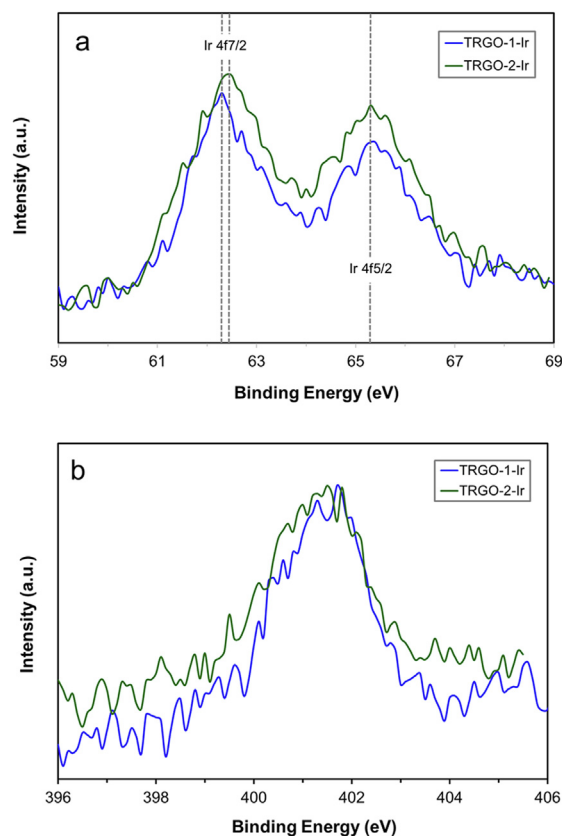 a
Ir 4f7/2
TRGO-1-Ir
TRGO-2-Ir
Intensity (a.u.)
Ir 4f5/2
59 61 63 65 67 69
Binding Energy (eV)
b
TRGO-1-Ir
TRGO-2-Ir
Intensity (a.u.)
396 398 400 402 404 406
Binding Energy (eV)